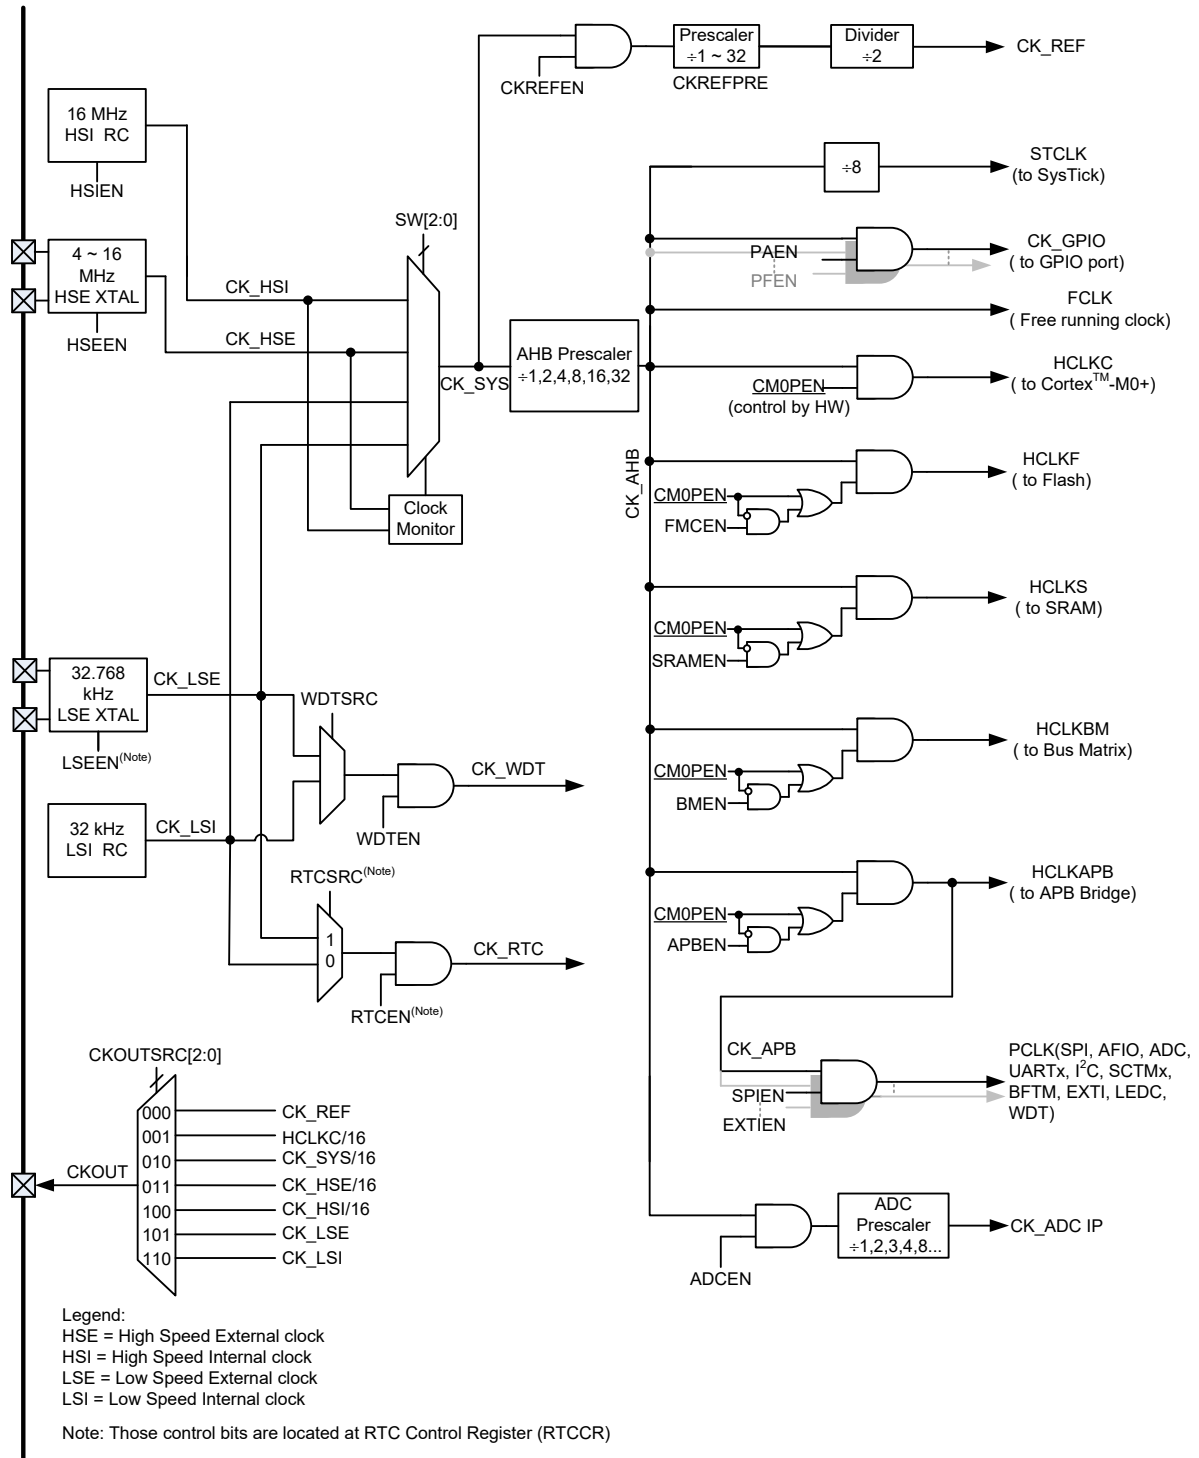 Prescaler
÷1 ~ 32
CKREFPRE
Divider
÷2
CK_REF
CKREFEN
16 MHz
HSI RC
HSIEN
÷8
STCLK
(to SysTick)
SW[2:0]
4 ~ 16
MHz
HSE XTAL
HSEEN
CK_HSI
CK_HSE
PAEN
PFEN
CK_GPIO
( to GPIO port)
FCLK
( Free running clock)
CK_SYS
AHB Prescaler
÷1,2,4,8,16,32
CM0PEN
(control by HW)
HCLKC
( to Cortex™-M0+)
CK_AHB
Clock
Monitor
CM0PEN
FMCEN
HCLKF
( to Flash)
CM0PEN
SRAMEN
HCLKS
( to SRAM)
32.768
kHz
LSE XTAL
LSEEN(Note)
CK_LSE
WDTSRC
CK_WDT
WDTEN
CM0PEN
BMEN
HCLKBM
( to Bus Matrix)
32 kHz
LSI RC
CK_LSI
RTCSRC(Note)
1
0
CK_RTC
RTCEN(Note)
CM0PEN
APBEN
HCLKAPB
( to APB Bridge)
CK_APB
SPIEN
EXTIEN
PCLK(SPI, AFIO, ADC,
UARTx, I²C, SCTMx,
BFTM, EXTI, LEDC,
WDT)
CKOUTSRC[2:0]
CKOUT
000 CK_REF
001 HCLKC/16
010 CK_SYS/16
011 CK_HSE/16
100 CK_HSI/16
101 CK_LSE
110 CK_LSI
ADCEN
ADC
Prescaler
÷1,2,3,4,8...
CK_ADC IP
Legend:
HSE = High Speed External clock
HSI = High Speed Internal clock
LSE = Low Speed External clock
LSI = Low Speed Internal clock
Note: Those control bits are located at RTC Control Register (RTCCR)